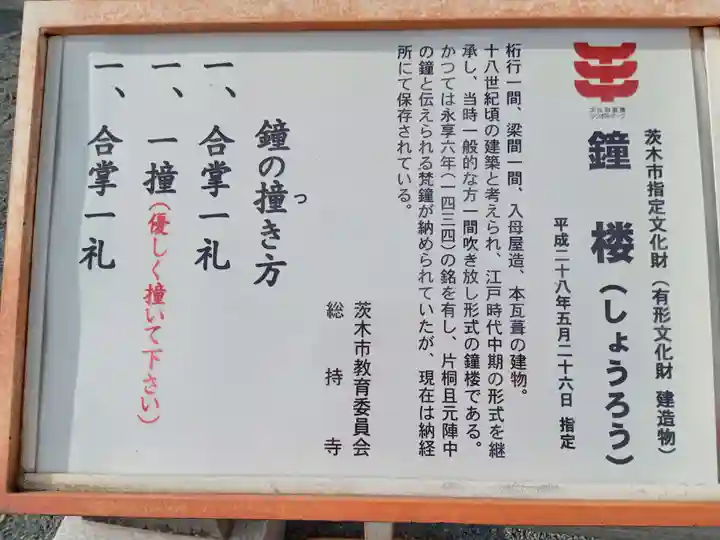 茨木市指定文化財（有形文化財 建造物）
鐘楼（しょうろう）
平成二十八年五月二十六日 指定
桁行一間、梁間一間、入母屋造、本瓦葺の建物。
十八世紀頃の建築と考えられ、江戸時代中期の形式を継
承し、当時一般的な方一間吹き放し形式の鐘楼である。
かつては永享六年（一四三四）の銘を有し、片桐且元陣中
の鐘と伝えられる梵鐘が納められていたが、現在は納経
所にて保存されている。
茨木市教育委員会
総持寺
鐘の撞き方
つ
一、合掌一礼
一、一撞（優しく撞いて下さい）
一、合掌一礼